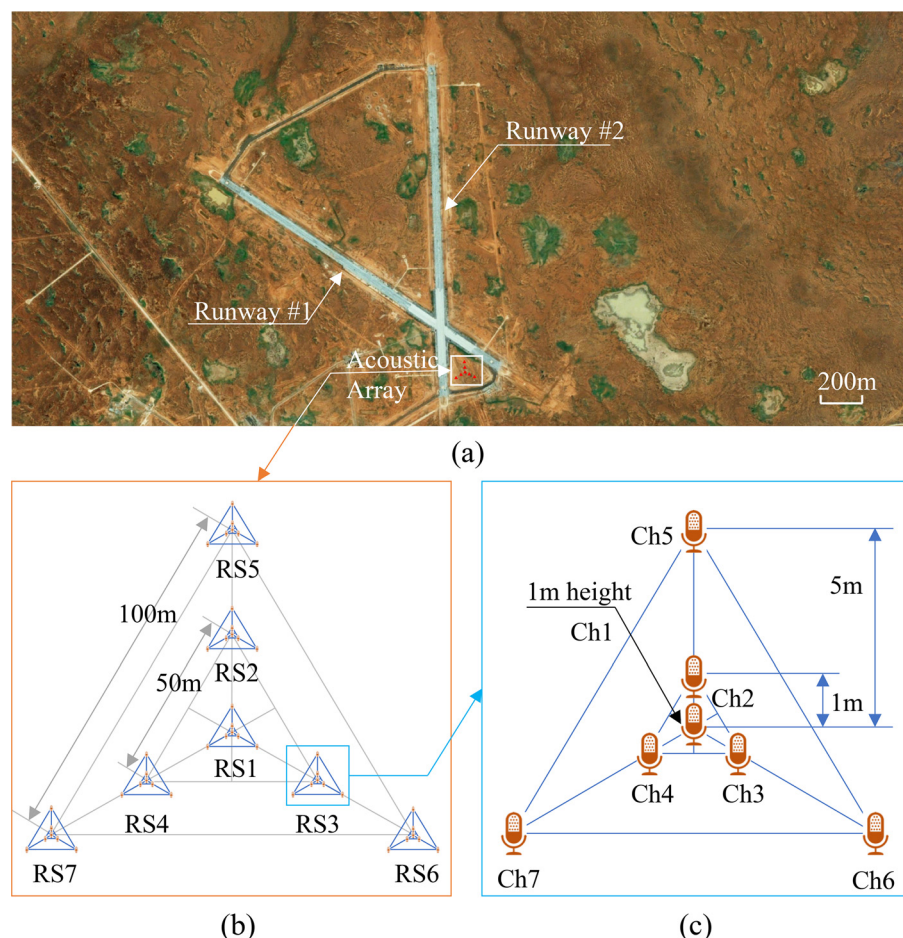 Runway #2
Runway #1
Acoustic
Array
200m
(a)
RS5
100m
RS2
50m
RS1
RS4
RS3
RS7
RS6
(b)
Ch5
1m height
5m
Ch1
Ch2
1m
Ch4
Ch3
Ch7
Ch6
(c)